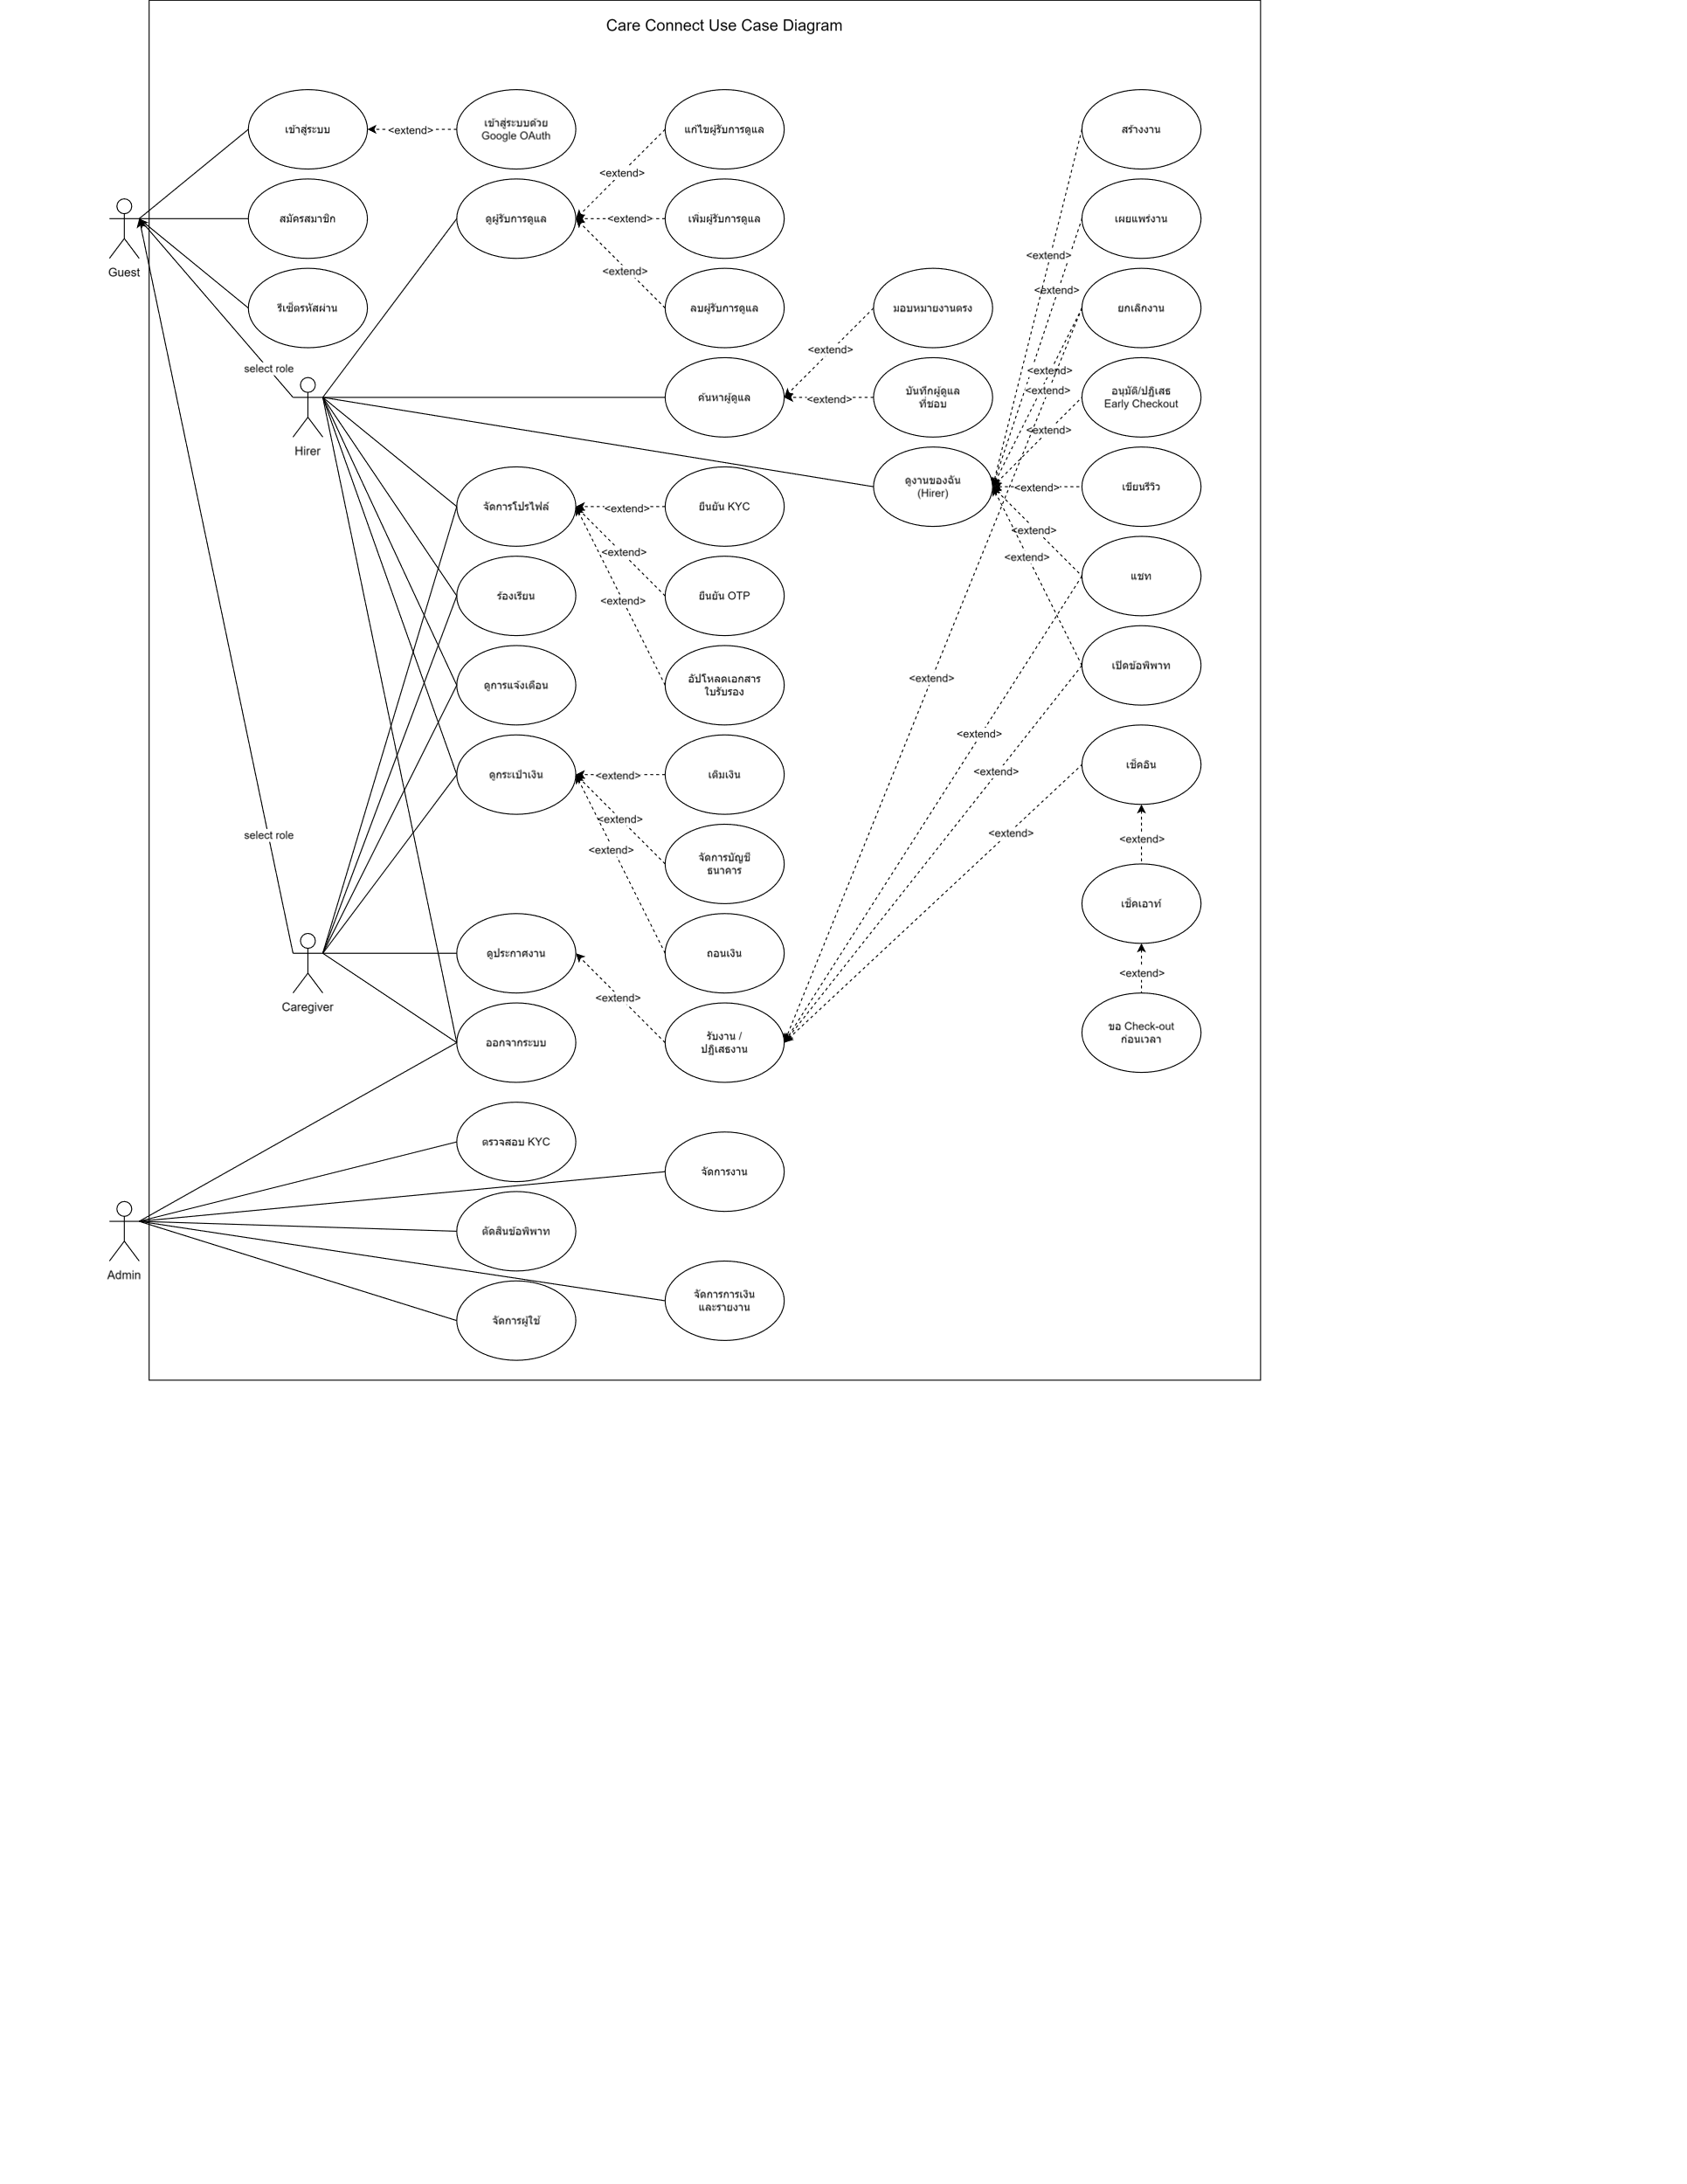 Care Connect Use Case Diagram
เข้าสู่ระบบ
<extend>
เข้าสู่ระบบด้วย
Google OAuth
แก้ไขผู้รับการดูแล
สร้างงาน
<extend>
Guest
สมัครสมาชิก
ดูผู้รับการดูแล
<extend>
เพิ่มผู้รับการดูแล
เผยแพร่งาน
<extend>
<extend>
<extend>
รีเซ็ตรหัสผ่าน
ลบผู้รับการดูแล
มอบหมายงานตรง
ยกเลิกงาน
<extend>
select role
<extend>
<extend>
Hirer
ค้นหาผู้ดูแล
<extend>
บันทึกผู้ดูแล
ที่ชอบ
อนุมัติ/ปฏิเสธ
Early Checkout
<extend>
ดูงานของฉัน
(Hirer)
<extend>
เขียนรีวิว
จัดการโปรไฟล์
<extend>
ยืนยัน KYC
<extend>
<extend>
<extend>
แชท
ร้องเรียน
<extend>
ยืนยัน OTP
เปิดข้อพิพาท
ดูการแจ้งเตือน
อัปโหลดเอกสาร
ใบรับรอง
<extend>
<extend>
ดูกระเป๋าเงิน
<extend>
เติมเงิน
<extend>
เช็คอิน
<extend>
select role
<extend>
<extend>
<extend>
จัดการบัญชี
ธนาคาร
เช็คเอาท์
Caregiver
ดูประกาศงาน
ถอนเงิน
<extend>
<extend>
ออกจากระบบ
รับงาน /
ปฏิเสธงาน
ขอ Check-out
ก่อนเวลา
ตรวจสอบ KYC
จัดการงาน
Admin
ตัดสินข้อพิพาท
จัดการการเงิน
และรายงาน
จัดการผู้ใช้